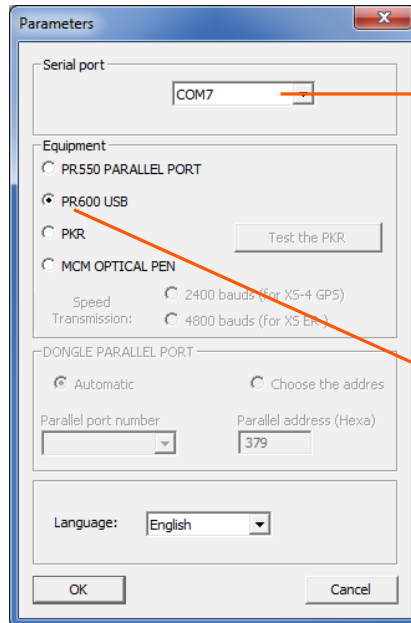 Parameters
Serial port
COM7
Equipment
PR550 PARALLEL PORT
PR600 USB
PKR
Test the PKR
MCM OPTICAL PEN
Speed Transmission:
2400 bauds (for X5-4 GPS)
4800 bauds (for X5 ER )
DONGLE PARALLEL PORT
Automatic
Choose the addres
Parallel port number
Parallel address (Hexa)
379
Language:
English
OK
Cancel